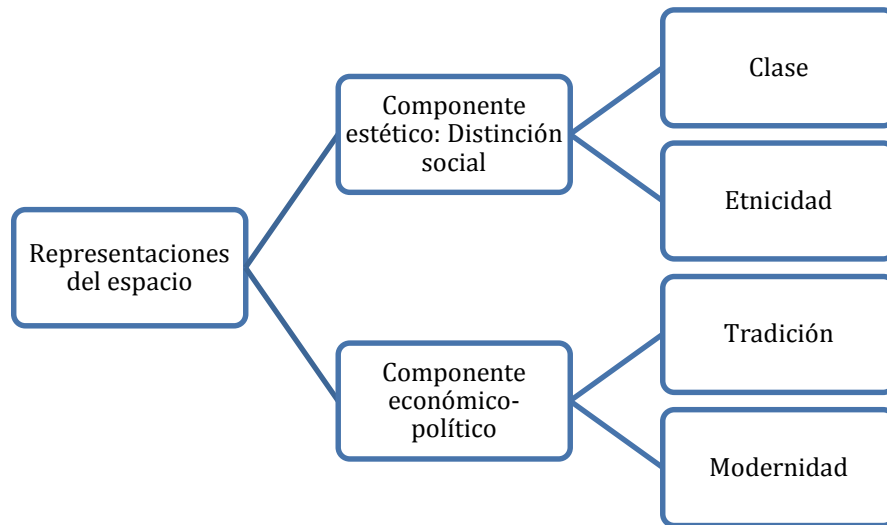 Representaciones
del espacio
Componente
estético: Distinción
social
Clase
Etnicidad
Componente
económico-
político
Tradición
Modernidad